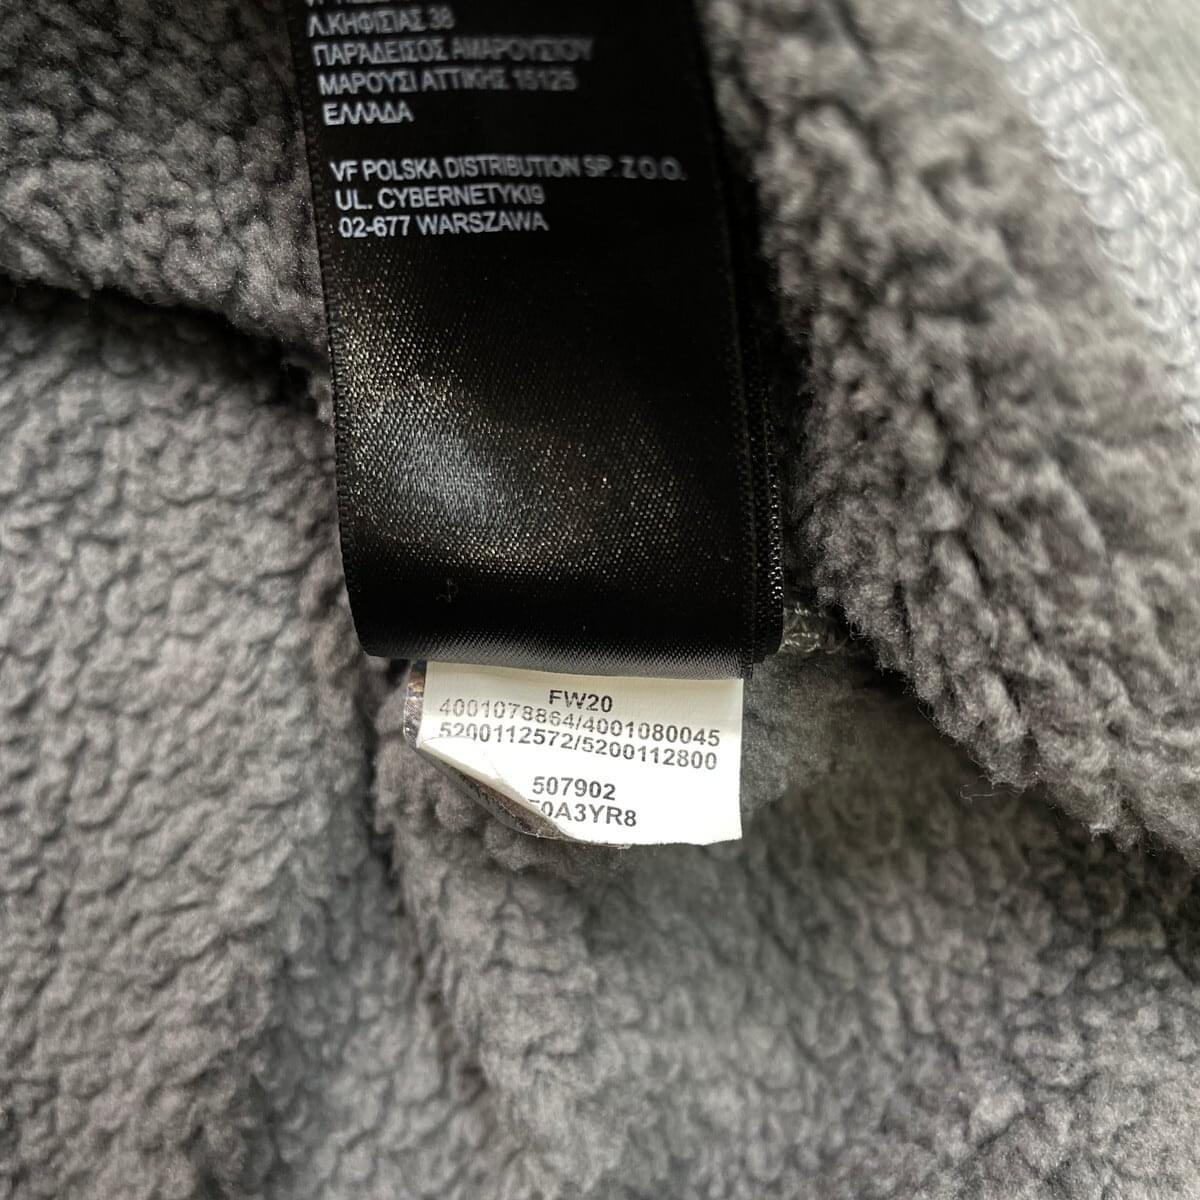 Λ.ΚΗΦΙΣΙΑΣ 38
ΠΑΡΑΔΕΙΣΟΣ ΑΜΑΡΟΥΣΙΟΥ
ΜΑΡΟΥΣΙ ΑΤΤΙΚΗΣ 15125
ΕΛΛΑΔΑ
VF POLSKA DISTRIBUTION SP. Z O.O.
UL. CYBERNETYKI9
02-677 WARSZAWA
FW20
4001078864/4001080045
5200112572/5200112800
507902
0A3YR8